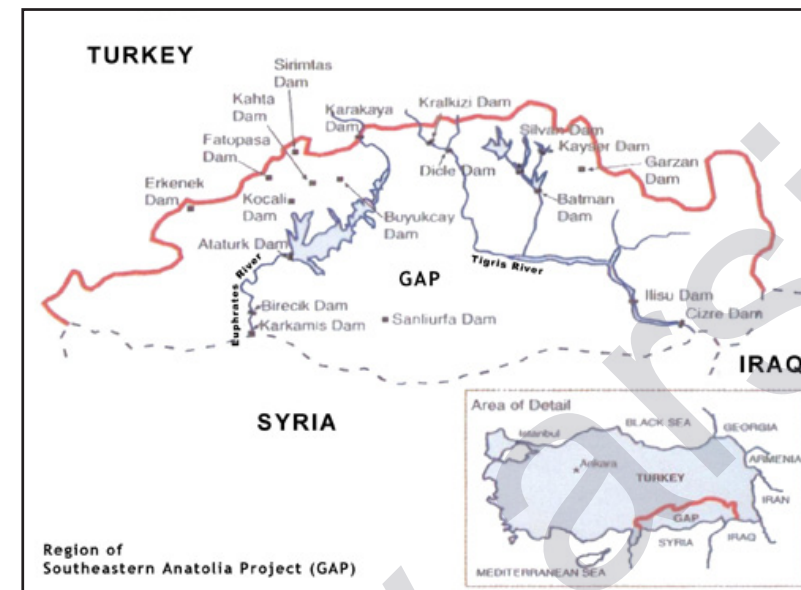 TURKEY
Sirimtas
Dam
Kahta
Dam
Fatopasa
Dam
Erkenek
Dam
Kocali
Dam
Karakaya
Dam
Buyukcay
Dam
Ataturk Dam
Euphrates River
Birecik Dam
Karkamis Dam
Sanliurfa Dam
GAP
Kralkizi Dam
Dicle Dam
Silvan Dam
Kayser Dam
Garzan
Dam
Batman
Dam
Tigris River
Ilisu Dam
Cizre Dam
IRAQ
SYRIA
Area of Detail
BLACK SEA
GEORGIA
Istanbul
ARMENIA
Ankara
TURKEY
IRAN
GAP
SYRIA
IRAQ
MEDITERRANEAN SEA
Region of
Southeastern Anatolia Project (GAP)